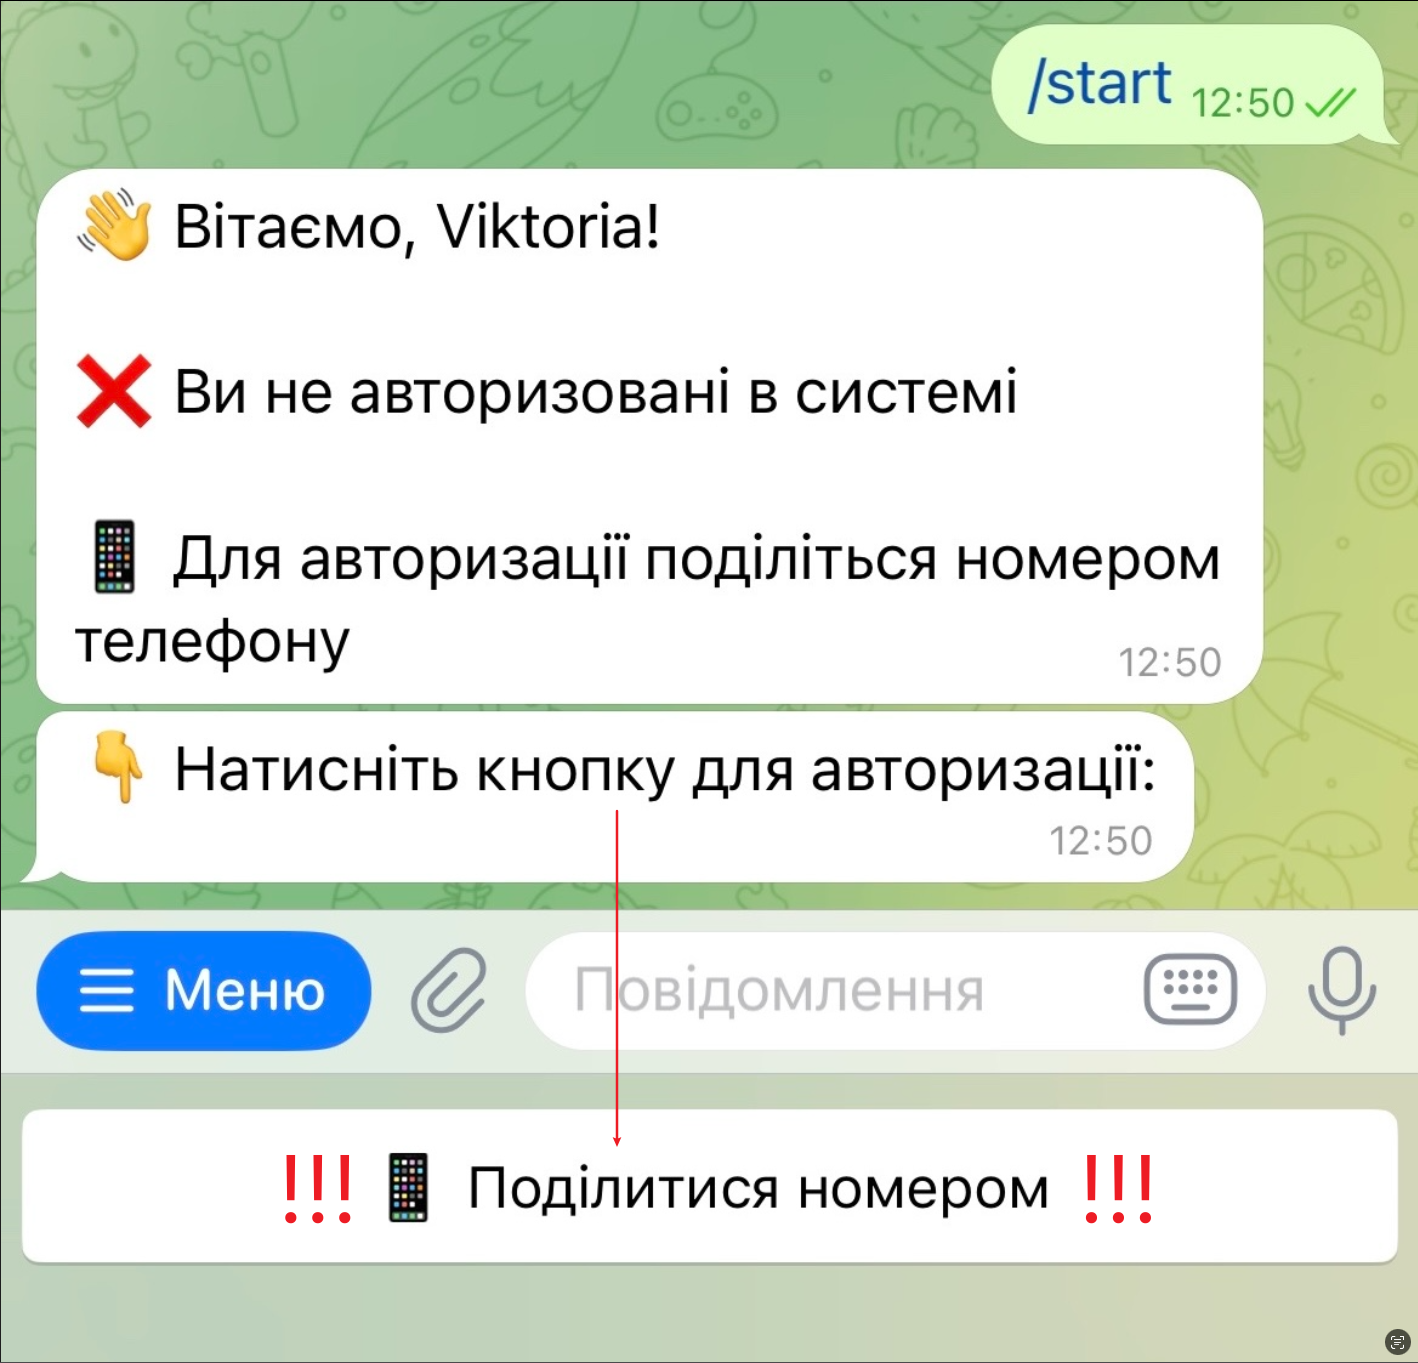 /start 12:50
👋 Вітаємо, Viktoria!
❌ Ви не авторизовані в системі
📱 Для авторизації поділіться номером
телефону
12:50
👇 Натисніть кнопку для авторизації:
12:50
Меню
Повідомлення
!!! 📱 Поділитися номером !!!